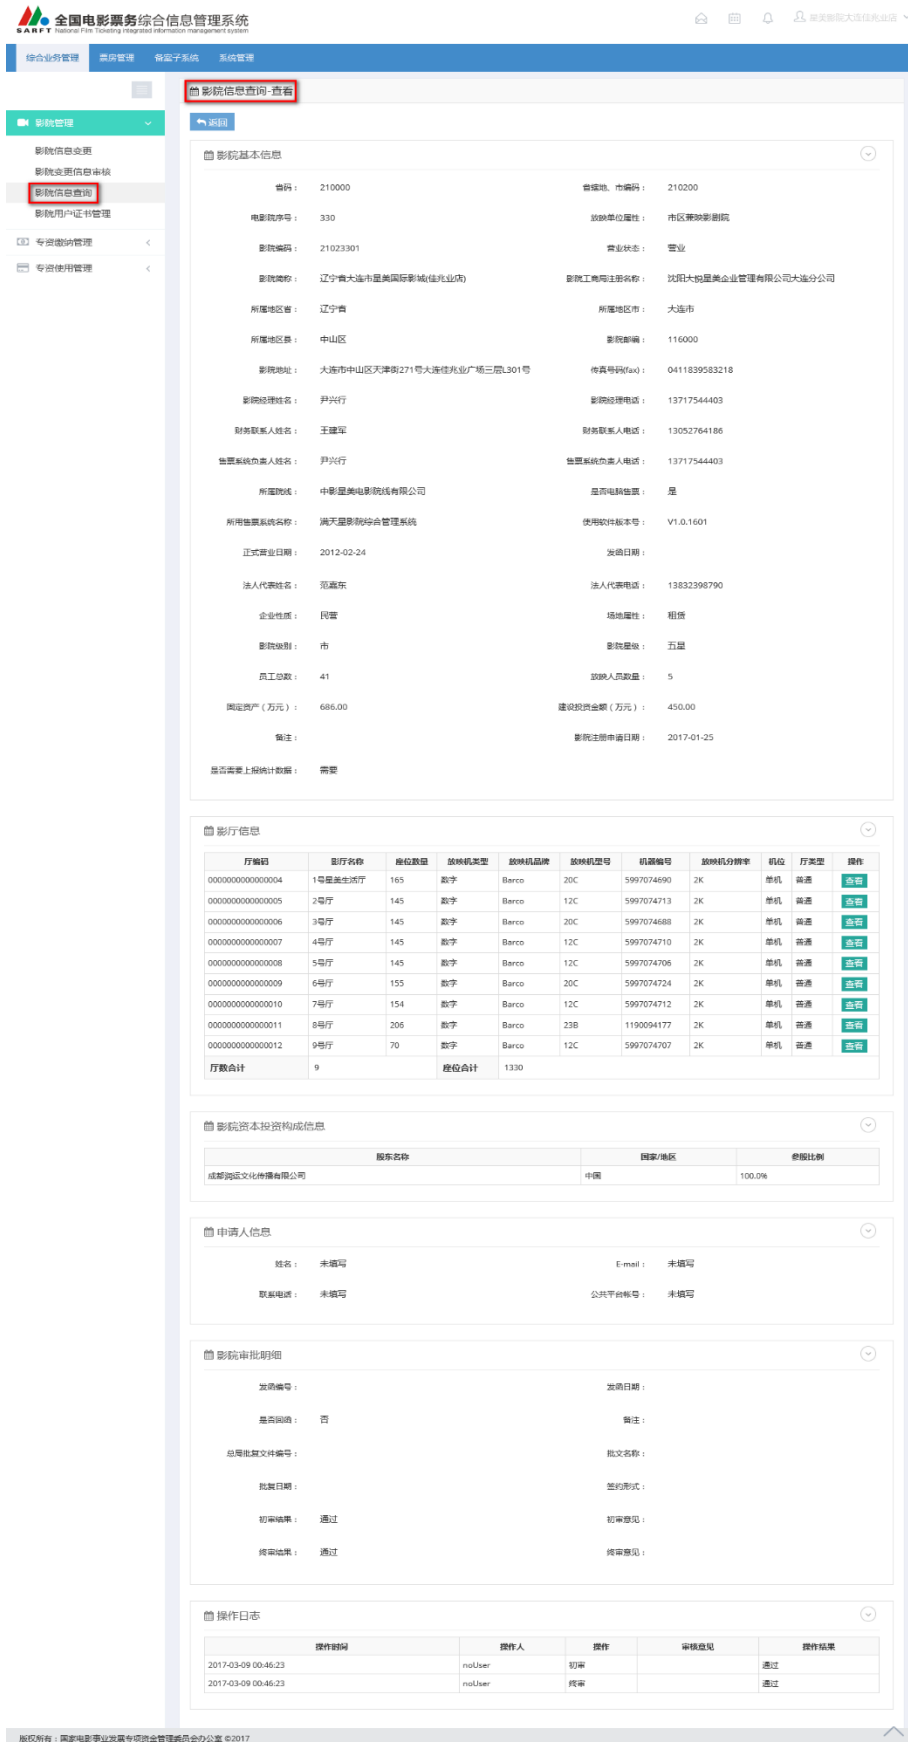 全国电影票务综合信息管理系统
SARFT National Film Ticketing integrated information management system
星美影院大连佳兆业店
综合业务管理 票房管理 备案子系统 系统管理
影院信息查询-查看
影院管理
返回
影院信息变更
影院变更信息审核
影院信息查询
影院用户证书管理
专资缴纳管理
专资使用管理
影院基本信息
省码： 210000 省辖地、市编码： 210200
电影院序号： 330 放映单位属性： 市区兼映影剧院
影院编码： 21023301 营业状态： 营业
影院简称： 辽宁省大连市星美国际影城(佳兆业店) 影院工商局注册名称： 沈阳大悦星美企业管理有限公司大连分公司
所属地区省： 辽宁省 所属地区市： 大连市
所属地区县： 中山区 影院邮编： 116000
影院地址： 大连市中山区天津街271号大连佳兆业广场三层L301号 传真号码(fax)： 0411839583218
影院经理姓名： 尹兴行 影院经理电话： 13717544403
财务联系人姓名： 王建军 财务联系人电话： 13052764186
售票系统负责人姓名： 尹兴行 售票系统负责人电话： 13717544403
所属院线： 中影星美电影院线有限公司 是否电脑售票： 是
所用售票系统名称： 满天星影院综合管理系统 使用软件版本号： V1.0.1601
正式营业日期： 2012-02-24 发函日期：
法人代表姓名： 范嘉东 法人代表电话： 13832398790
企业性质： 民营 场地属性： 租赁
影院级别： 市 影院星级： 五星
员工总数： 41 放映人员数量： 5
固定资产（万元）： 686.00 建设投资金额（万元）： 450.00
备注： 影院注册申请日期： 2017-01-25
是否需要上报统计数据： 需要
影厅信息
厅编码 影厅名称 座位数量 放映机类型 放映机品牌 放映机型号 机器编号 放映机分辨率 机位 厅类型 操作
0000000000000004 1号星美生活厅 165 数字 Barco 20C 5997074690 2K 单机 普通 查看
0000000000000005 2号厅 145 数字 Barco 12C 5997074713 2K 单机 普通 查看
0000000000000006 3号厅 145 数字 Barco 20C 5997074688 2K 单机 普通 查看
0000000000000007 4号厅 145 数字 Barco 12C 5997074710 2K 单机 普通 查看
0000000000000008 5号厅 145 数字 Barco 12C 5997074706 2K 单机 普通 查看
0000000000000009 6号厅 155 数字 Barco 20C 5997074724 2K 单机 普通 查看
0000000000000010 7号厅 154 数字 Barco 12C 5997074712 2K 单机 普通 查看
0000000000000011 8号厅 206 数字 Barco 23B 1190094177 2K 单机 普通 查看
0000000000000012 9号厅 70 数字 Barco 12C 5997074707 2K 单机 普通 查看
厅数合计 9 座位合计 1330
影院资本投资构成信息
股东名称 国家/地区 参股比例
成都润运文化传播有限公司 中国 100.0%
申请人信息
姓名： 未填写 E-mail： 未填写
联系电话： 未填写 公共平台帐号： 未填写
影院审批明细
发函编号： 发函日期：
是否回函： 否 备注：
总局批复文件编号： 批文名称：
批复日期： 签约形式：
初审结果： 通过 初审意见：
终审结果： 通过 终审意见：
操作日志
操作时间 操作人 操作 审核意见 操作结果
2017-03-09 00:46:23 noUser 初审 通过
2017-03-09 00:46:23 noUser 终审 通过
版权所有：国家电影事业发展专项资金管理委员会办公室 ©2017